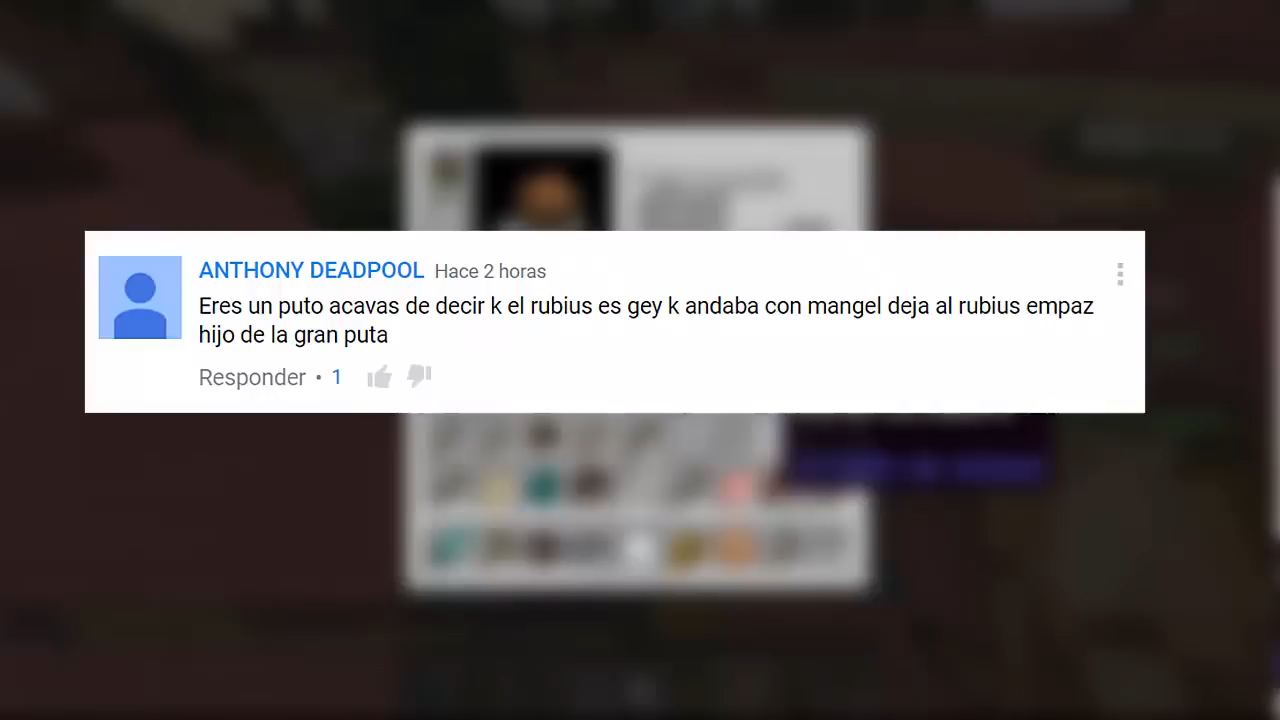 ANTHONY DEADPOOL Hace 2 horas
Eres un puto acavas de decir k el rubius es gey k andaba con mangel deja al rubius empaz
hijo de la gran puta
Responder • 1